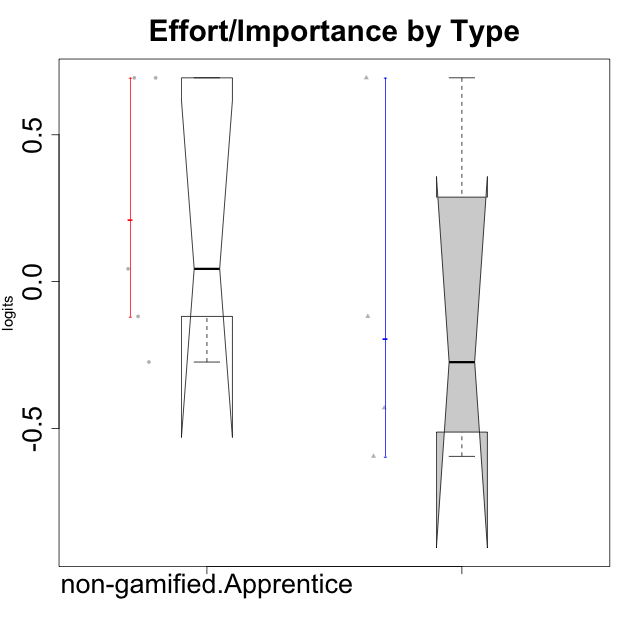 Effort/Importance by Type
logits
0.5
0.0
-0.5
non-gamified.Apprentice